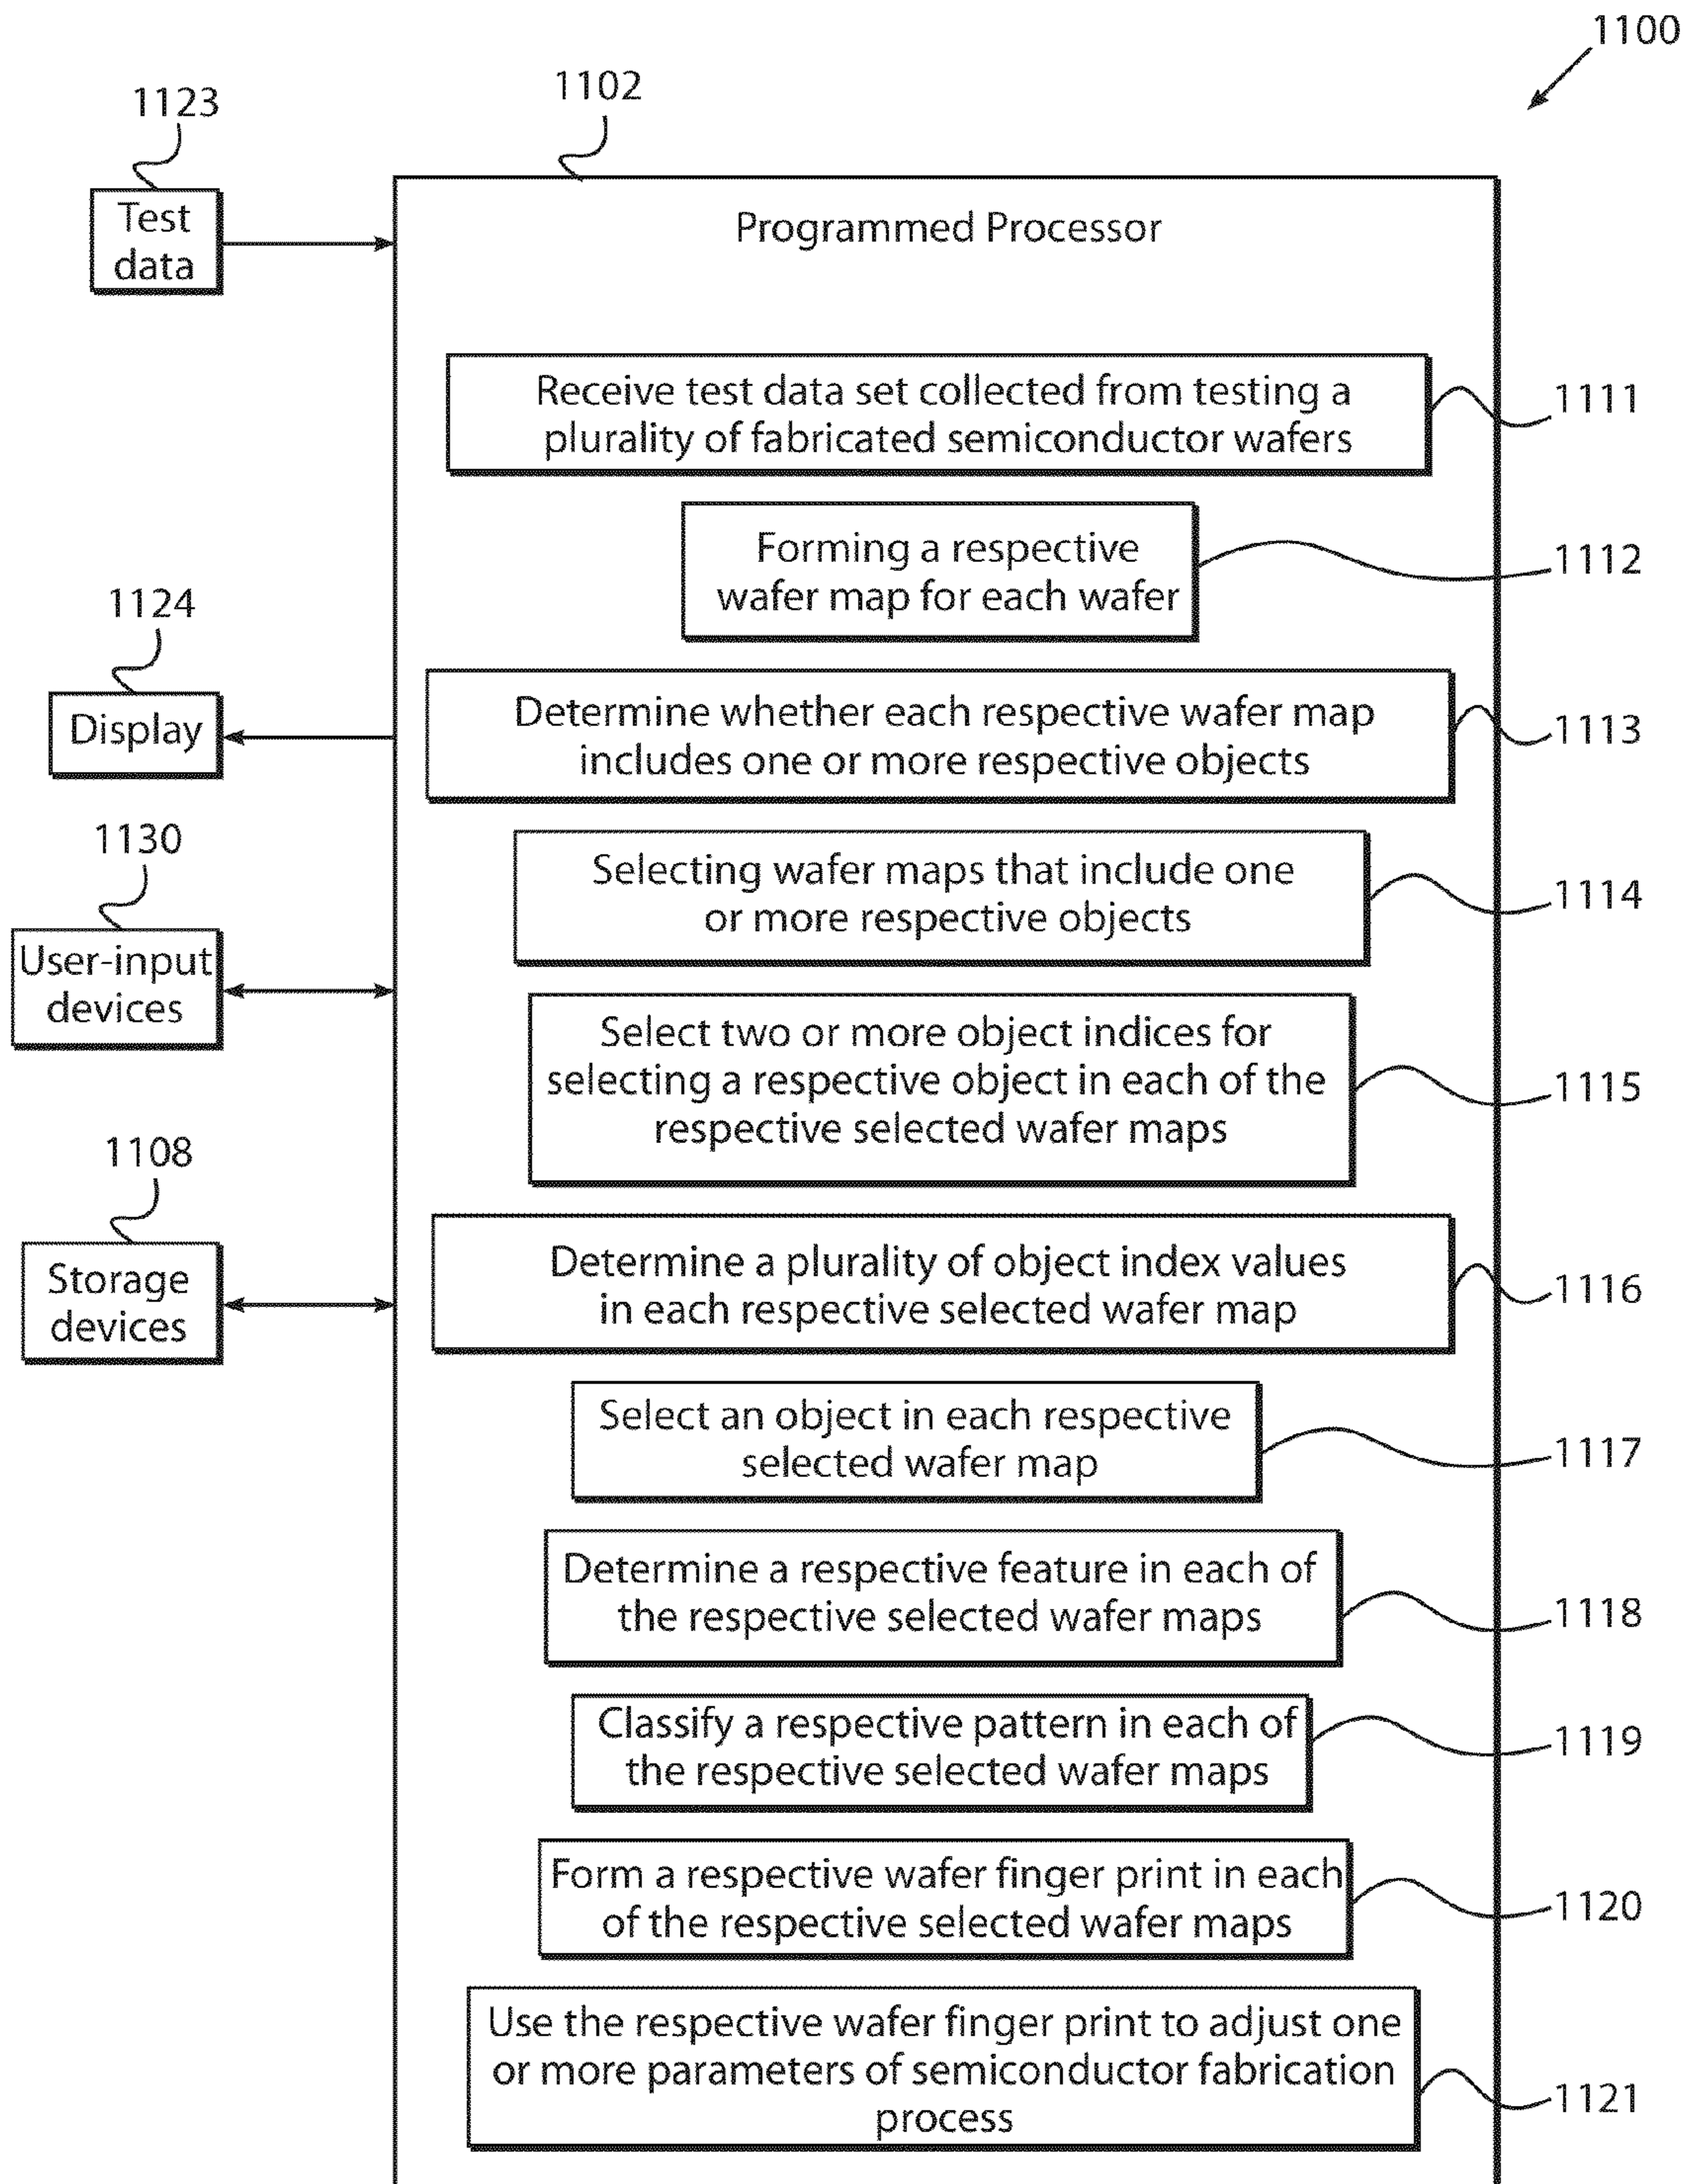 1100
1102
1123
Test
data
Programmed Processor
Receive test data set collected from testing a
plurality of fabricated semiconductor wafers
1111
Forming a respective
wafer map for each wafer
1112
1124
Display
Determine whether each respective wafer map
includes one or more respective objects
1113
1130
User-input
devices
Selecting wafer maps that include one
or more respective objects
1114
Select two or more object indices for
selecting a respective object in each of the
respective selected wafer maps
1115
1108
Storage
devices
Determine a plurality of object index values
in each respective selected wafer map
1116
Select an object in each respective
selected wafer map
1117
Determine a respective feature in each of
the respective selected wafer maps
1118
Classify a respective pattern in each of
the respective selected wafer maps
1119
Form a respective wafer finger print in each
of the respective selected wafer maps
1120
Use the respective wafer finger print to adjust one
or more parameters of semiconductor fabrication
process
1121